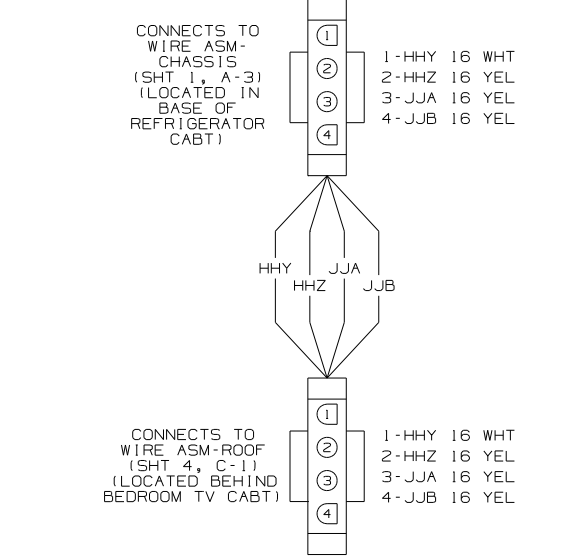 CONNECTS TO
WIRE ASM-
CHASSIS
(SHT 1, A-3)
(LOCATED IN
BASE OF
REFRIGERATOR
CABT)
1
2
3
4
1-HHY 16 WHT
2-HHZ 16 YEL
3-JJA 16 YEL
4-JJB 16 YEL
HHY
JJA
HHZ
JJB
CONNECTS TO
WIRE ASM-ROOF
(SHT 4, C-1)
(LOCATED BEHIND
BEDROOM TV CABT)
1
2
3
4
1-HHY 16 WHT
2-HHZ 16 YEL
3-JJA 16 YEL
4-JJB 16 YEL